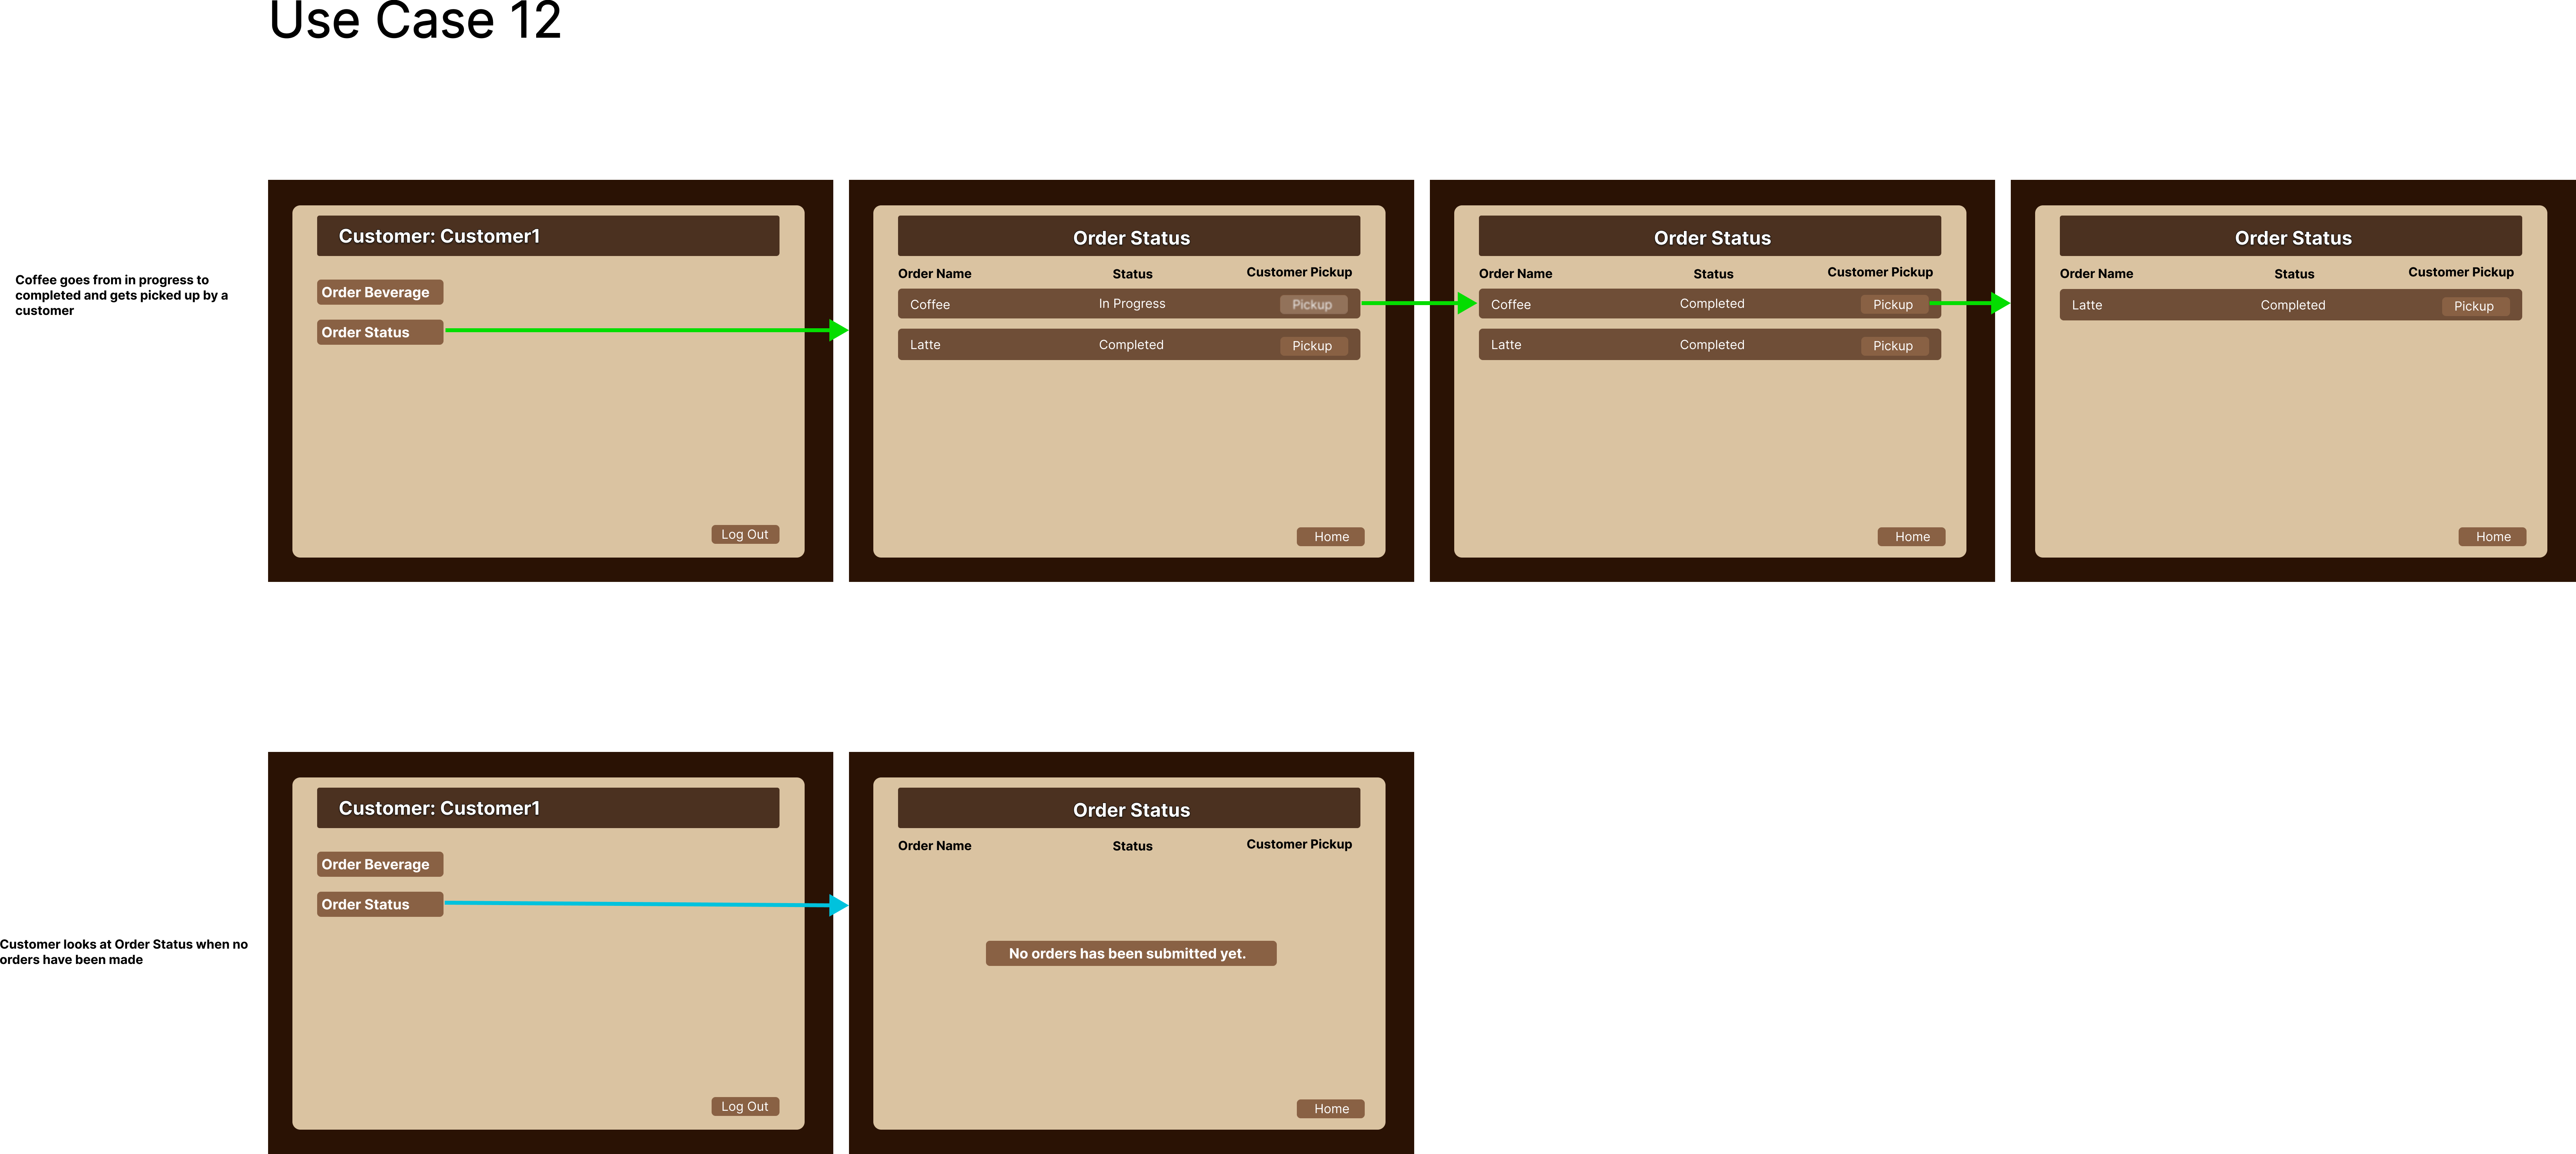 Use Case 12
Coffee goes from in progress to
completed and gets picked up by a
customer
Customer: Customer1
Order Beverage
Order Status
Log Out
Order Status
Order Name Status Customer Pickup
Coffee In Progress Pickup
Latte Completed Pickup
Home
Order Status
Order Name Status Customer Pickup
Coffee Completed Pickup
Latte Completed Pickup
Home
Order Status
Order Name Status Customer Pickup
Latte Completed Pickup
Home
Customer looks at Order Status when no
orders have been made
Customer: Customer1
Order Beverage
Order Status
Log Out
Order Status
Order Name Status Customer Pickup
No orders has been submitted yet.
Home